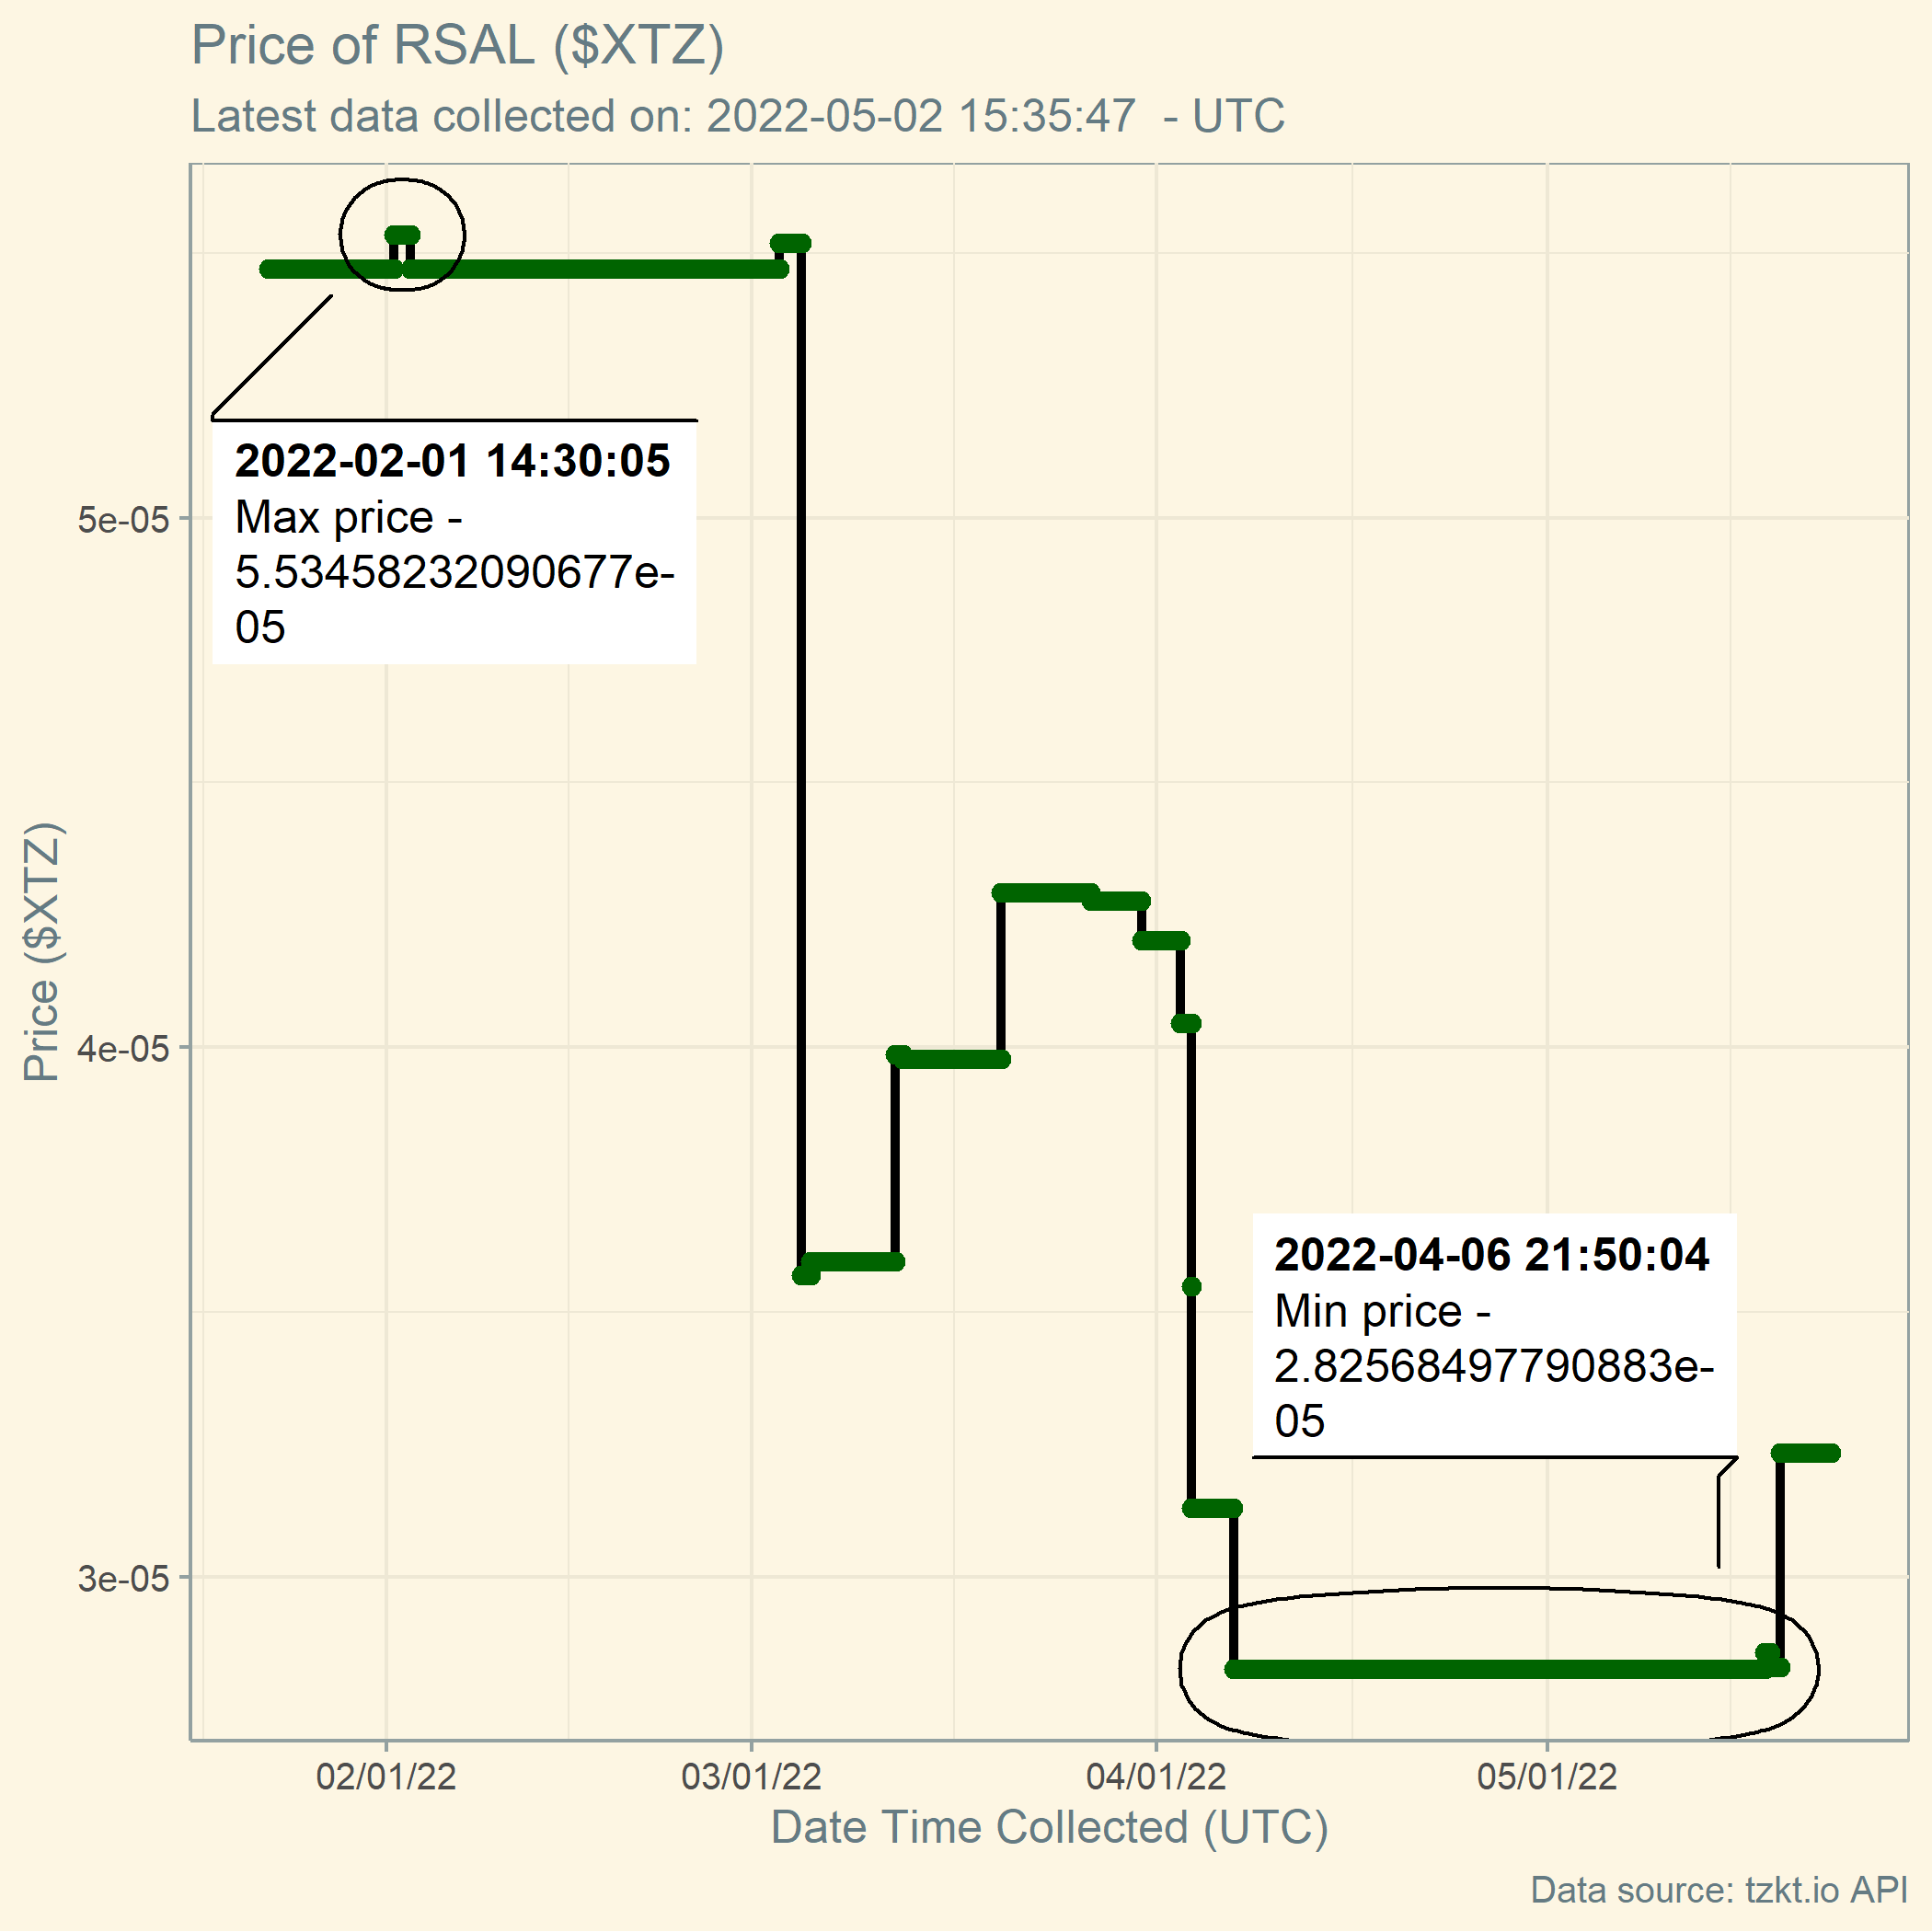 Price of RSAL ($XTZ)
Latest data collected on: 2022-05-02 15:35:47  - UTC
2022-02-01 14:30:05
Max price -
5.53458232090677e-
05
5e-05
Price ($XTZ)
4e-05
2022-04-06 21:50:04
Min price -
2.82568497790883e-
05
3e-05
02/01/22
03/01/22
04/01/22
05/01/22
Date Time Collected (UTC)
Data source: tzkt.io API